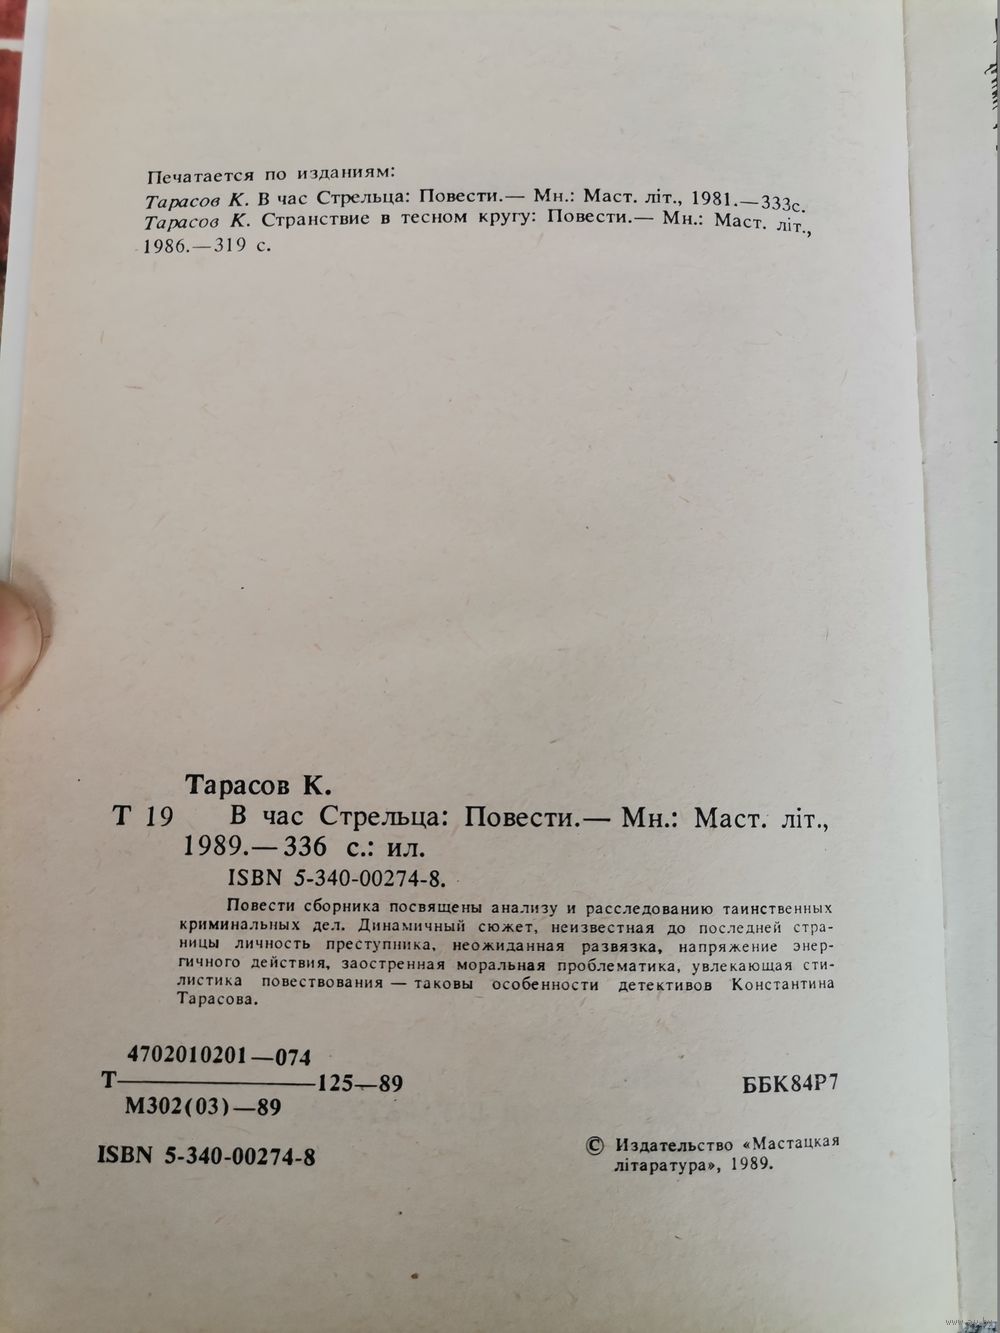 Печатается по изданиям:
Тарасов К. В час Стрельца: Повести.— Мн.: Маст. літ., 1981.—333с.
Тарасов К. Странствие в тесном кругу: Повести.— Мн.: Маст. літ.,
1986.—319 с.
Тарасов К.
Т 19 В час Стрельца: Повести.— Мн.: Маст. літ.,
1989.—336 с.: ил.
ISBN 5-340-00274-8.
Повести сборника посвящены анализу и расследованию таинственных
криминальных дел. Динамичный сюжет, неизвестная до последней стра-
ницы личность преступника, неожиданная развязка, напряжение энер-
гичного действия, заостренная моральная проблематика, увлекающая сти-
листика повествования — таковы особенности детективов Константина
Тарасова.
4702010201—074
Т—125—89
М302(03)—89
ББК84Р7
ISBN 5-340-00274-8
© Издательство «Мастацкая
літаратура», 1989.
www.ay.by